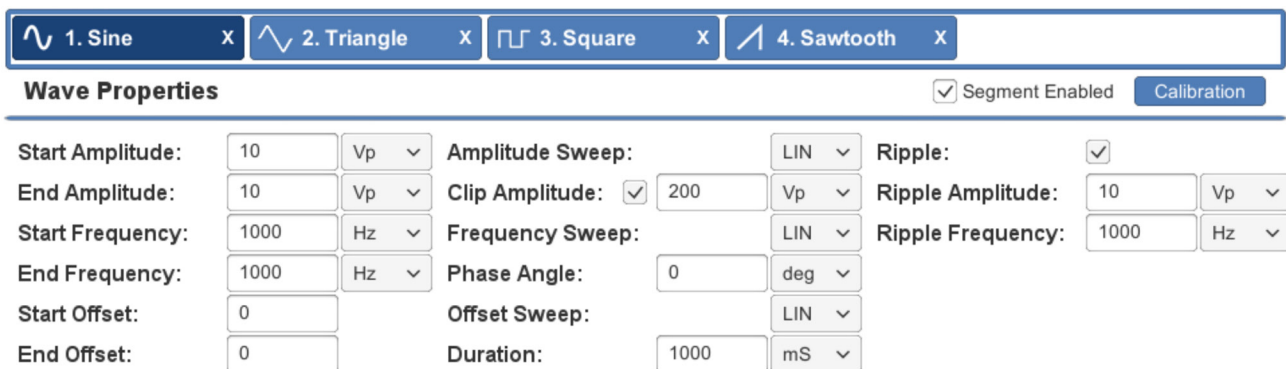 1. Sine X 2. Triangle X 3. Square X 4. Sawtooth X
Wave Properties Segment Enabled Calibration
Start Amplitude: 10 Vp Amplitude Sweep: LIN Ripple:
End Amplitude: 10 Vp Clip Amplitude: 200 Vp Ripple Amplitude: 10 Vp
Start Frequency: 1000 Hz Frequency Sweep: LIN Ripple Frequency: 1000 Hz
End Frequency: 1000 Hz Phase Angle: 0 deg
Start Offset: 0 Offset Sweep: LIN
End Offset: 0 Duration: 1000 mS